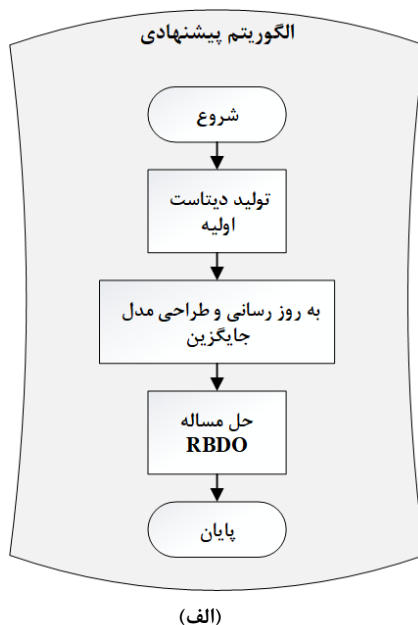 الگوریتم پیشنهادی
شروع
تولید دیتاست
اولیه
به روز رسانی و طراحی مدل
جایگزین
حل مساله
RBDO
پایان
(الف)